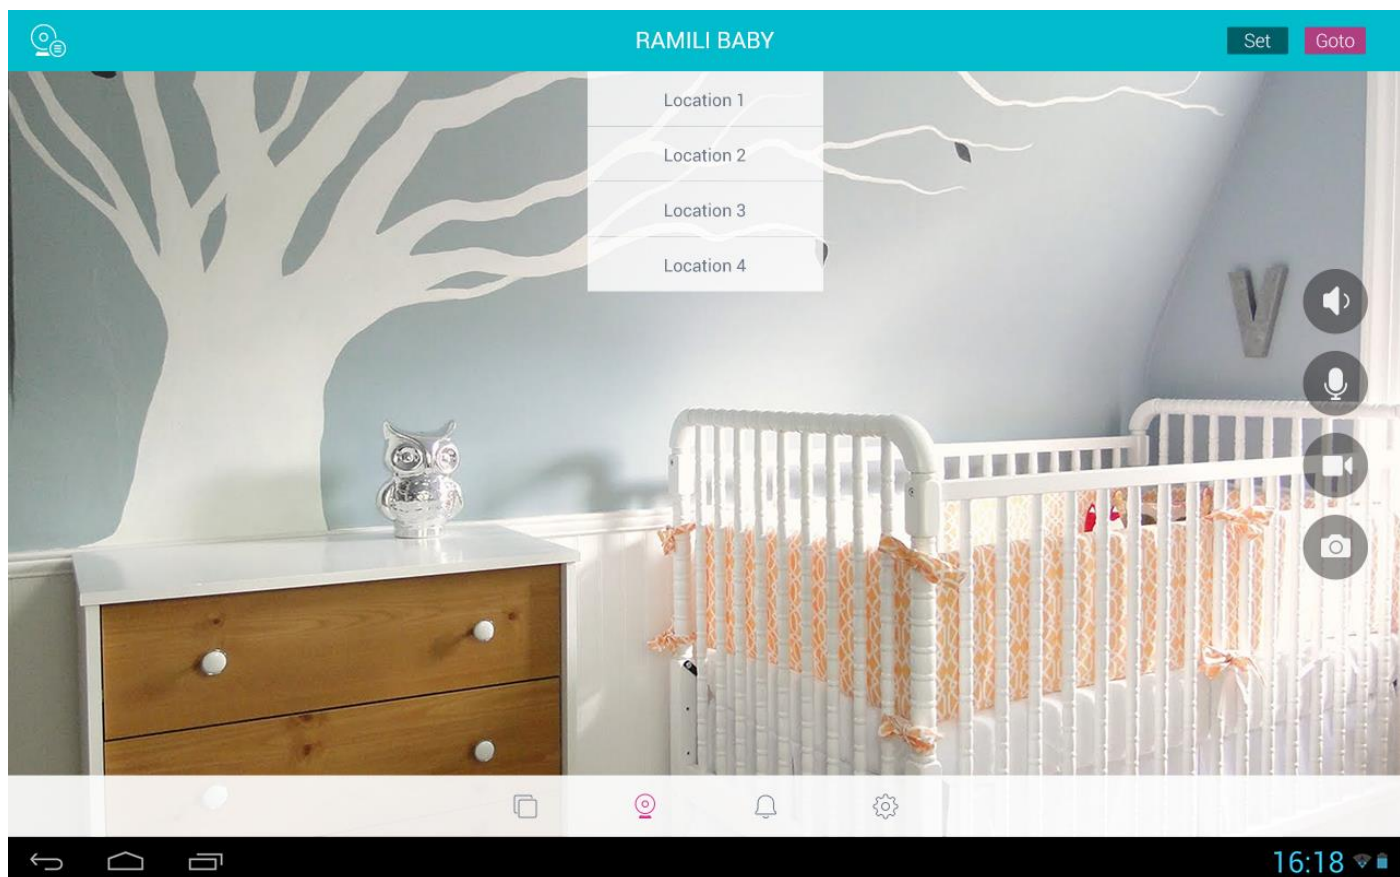 RAMILI BABY
Set
Goto
Location 1
Location 2
Location 3
Location 4
V
16:18